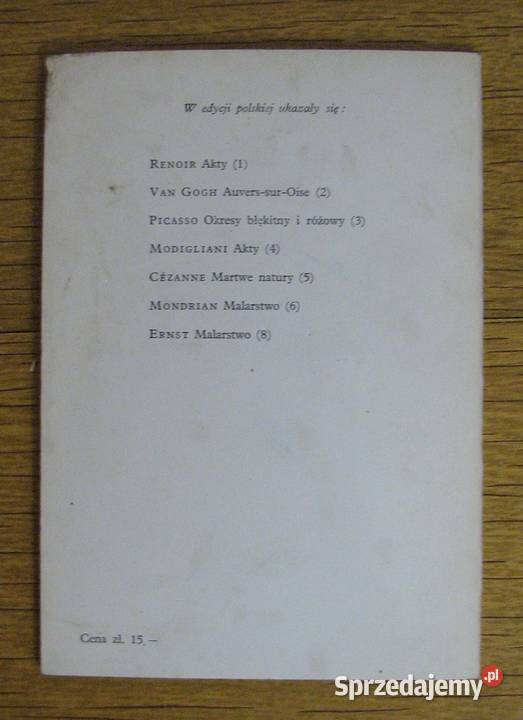 W edycji polskiej ukazały się:
RENOIR Akty (1)
VAN GOGH Auvers-sur-Oise (2)
PICASSO Okresy błękitny i różowy (3)
MODIGLIANI Akty (4)
CÉZANNE Martwe natury (5)
MONDRIAN Malarstwo (6)
ERNST Malarstwo (8)
Cena zł. 15,—
Sprzedajemy.pl